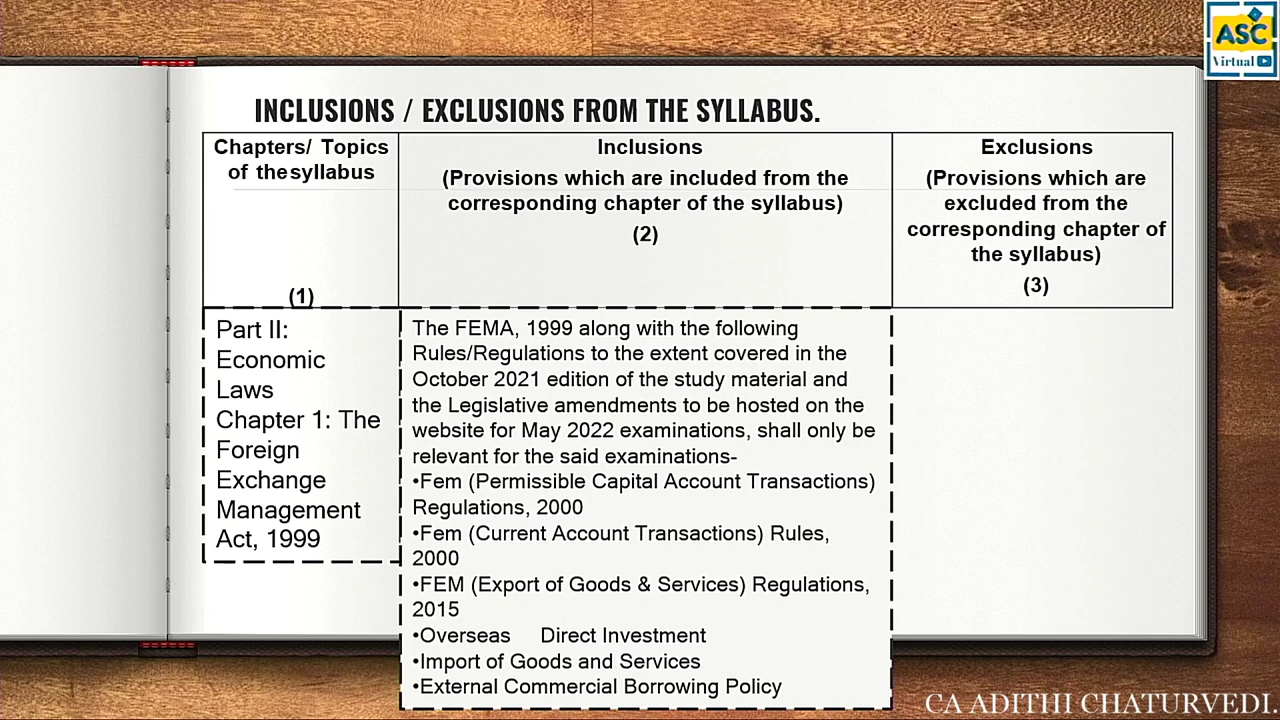 ASC
Virtual
INCLUSIONS / EXCLUSIONS FROM THE SYLLABUS.
Chapters/ Topics
of thesyllabus
(1)
Inclusions
(Provisions which are included from the
corresponding chapter of the syllabus)
(2)
Exclusions
(Provisions which are
excluded from the
corresponding chapter of
the syllabus)
(3)
Part II:
Economic
Laws
Chapter 1: The
Foreign
Exchange
Management
Act, 1999
The FEMA, 1999 along with the following
Rules/Regulations to the extent covered in the
October 2021 edition of the study material and
the Legislative amendments to be hosted on the
website for May 2022 examinations, shall only be
relevant for the said examinations-
•Fem (Permissible Capital Account Transactions)
Regulations, 2000
•Fem (Current Account Transactions) Rules,
2000
•FEM (Export of Goods & Services) Regulations,
2015
•Overseas Direct Investment
•Import of Goods and Services
•External Commercial Borrowing Policy
CA ADITHI CHATURVEDI.